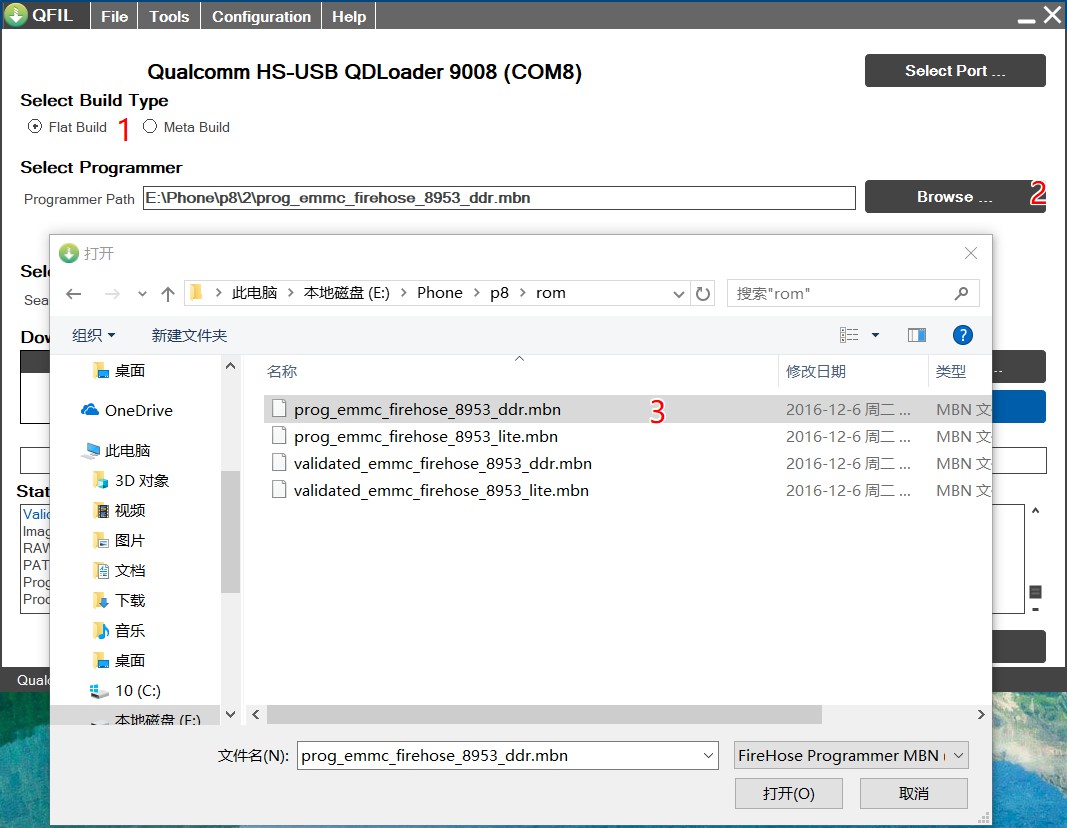 QFIL File Tools Configuration Help
Qualcomm HS-USB QDLoader 9008 (COM8) Select Port ...
Select Build Type
Flat Build 1 Meta Build
Select Programmer
Programmer Path E:\Phone\p8\2\prog_emmc_firehose_8953_ddr.mbn Browse ... 2
打开
此电脑 本地磁盘 (E:) Phone p8 rom 搜索"rom"
组织 新建文件夹
名称 修改日期 类型
prog_emmc_firehose_8953_ddr.mbn 3 2016-12-6 周二 ... MBN 文
prog_emmc_firehose_8953_lite.mbn 2016-12-6 周二 ... MBN 文
validated_emmc_firehose_8953_ddr.mbn 2016-12-6 周二 ... MBN 文
validated_emmc_firehose_8953_lite.mbn 2016-12-6 周二 ... MBN 文
桌面
OneDrive
此电脑
3D 对象
视频
图片
文档
下载
音乐
桌面
10 (C:)
本地磁盘 (E:)
文件名(N): prog_emmc_firehose_8953_ddr.mbn FireHose Programmer MBN (
打开(O) 取消
Sele
Sea
Dow
Stat
Valid
Imag
RAW
PAT
Prog
Proc
Qualc